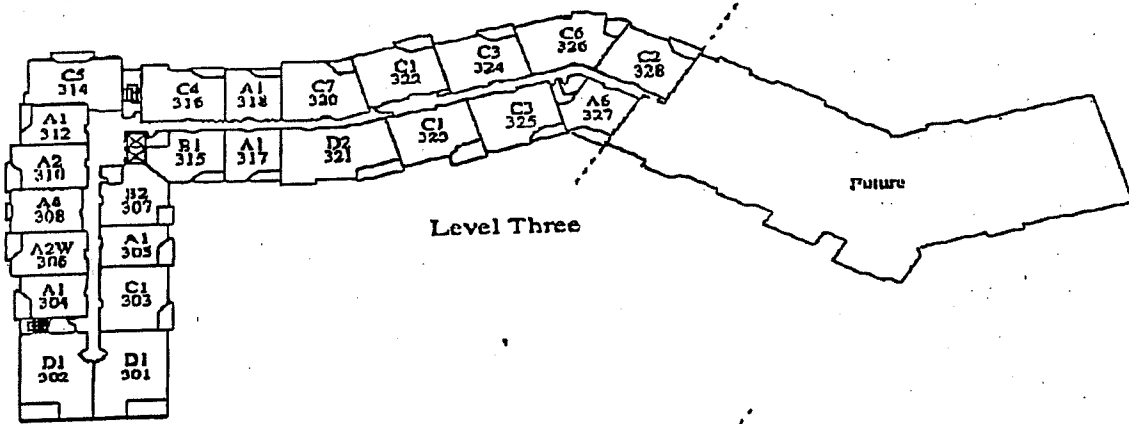 C6
326
C3
324
C2
328
C1
322
C5
314
C4
316
A1
318
C7
320
A6
327
C3
325
C1
323
A1
312
B1
315
A1
317
D2
321
A2
310
B2
307
Future
A4
308
Level Three
A2W
306
A1
305
A1
304
C1
303
D1
302
D1
301